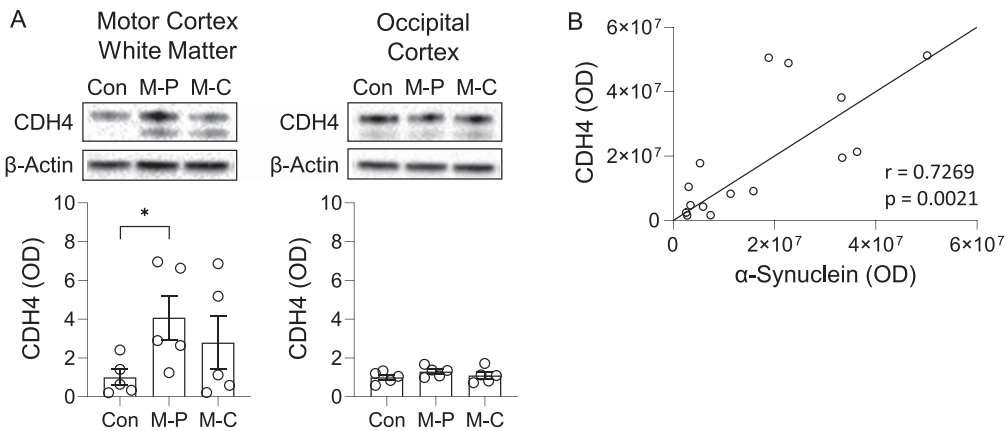 A
Motor Cortex
White Matter
Con M-P M-C
CDH4
β-Actin
10
8
6
4
2
0
CDH4 (OD)
*
Con M-P M-C
Occipital
Cortex
Con M-P M-C
CDH4
β-Actin
10
8
6
4
2
0
CDH4 (OD)
Con M-P M-C
B
6×10⁷
4×10⁷
2×10⁷
0
CDH4 (OD)
r = 0.7269
p = 0.0021
0 2×10⁷ 4×10⁷ 6×10⁷
α-Synuclein (OD)